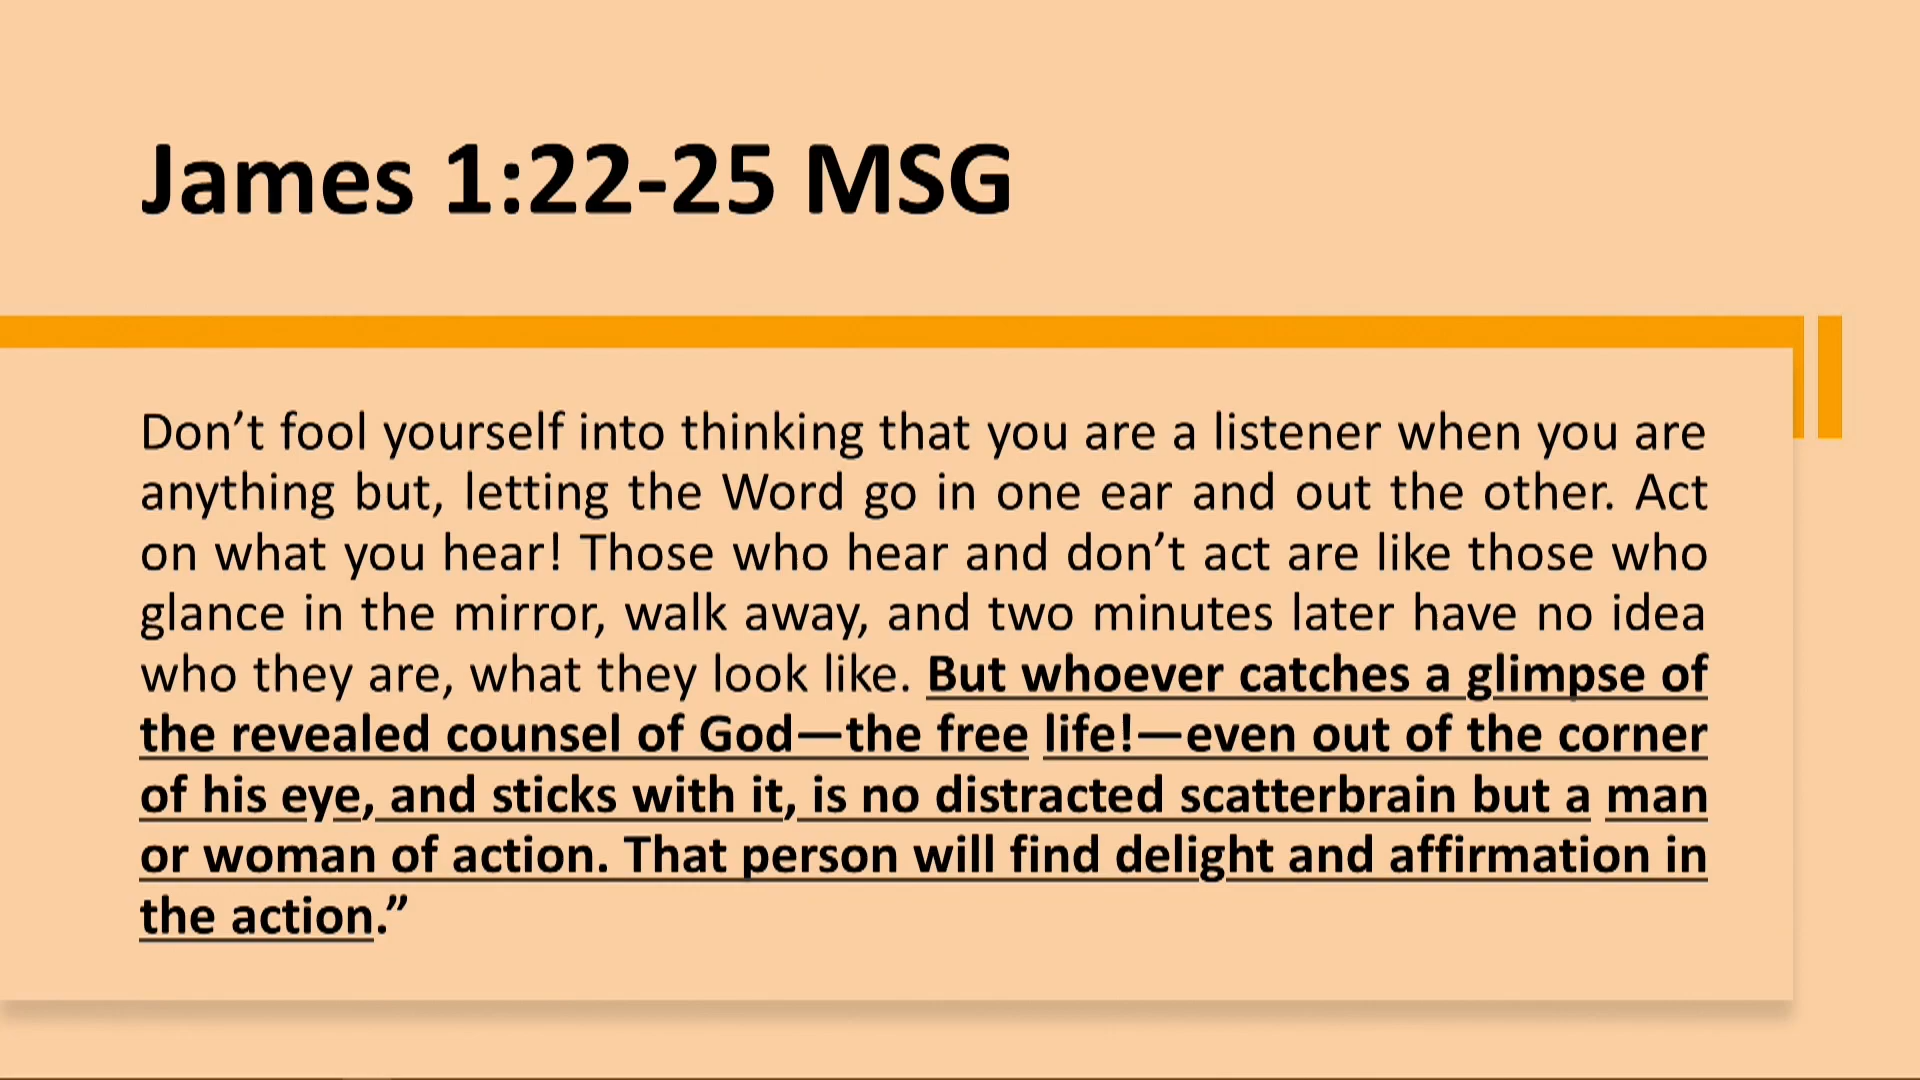 James 1:22-25 MSG
Don’t fool yourself into thinking that you are a listener when you are
anything but, letting the Word go in one ear and out the other. Act
on what you hear! Those who hear and don’t act are like those who
glance in the mirror, walk away, and two minutes later have no idea
who they are, what they look like. But whoever catches a glimpse of
the revealed counsel of God—the free life!—even out of the corner
of his eye, and sticks with it, is no distracted scatterbrain but a man
or woman of action. That person will find delight and affirmation in
the action.”